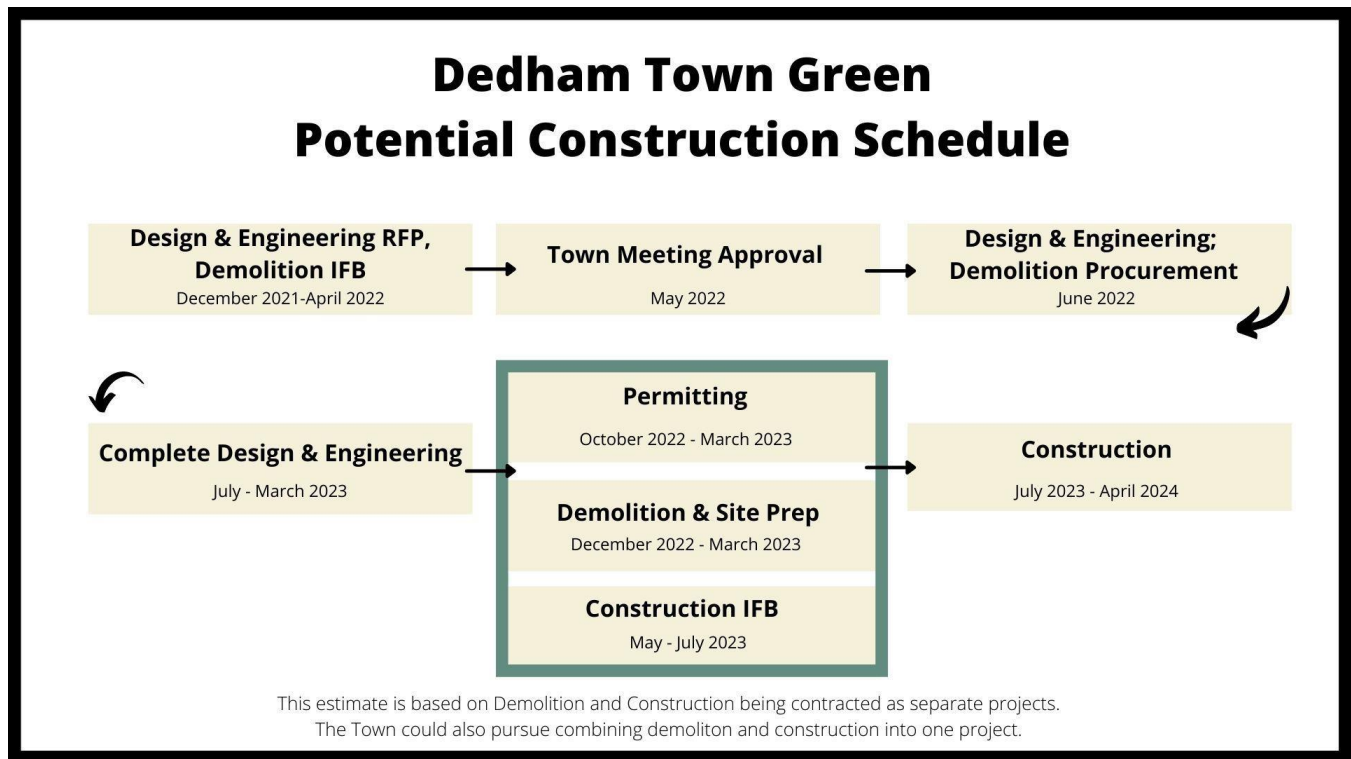 Dedham Town Green
Potential Construction Schedule
Design & Engineering RFP,
Demolition IFB
December 2021-April 2022
Town Meeting Approval
May 2022
Design & Engineering;
Demolition Procurement
June 2022
Complete Design & Engineering
July - March 2023
Permitting
October 2022 - March 2023
Demolition & Site Prep
December 2022 - March 2023
Construction IFB
May - July 2023
Construction
July 2023 - April 2024
This estimate is based on Demolition and Construction being contracted as separate projects.
The Town could also pursue combining demoliton and construction into one project.